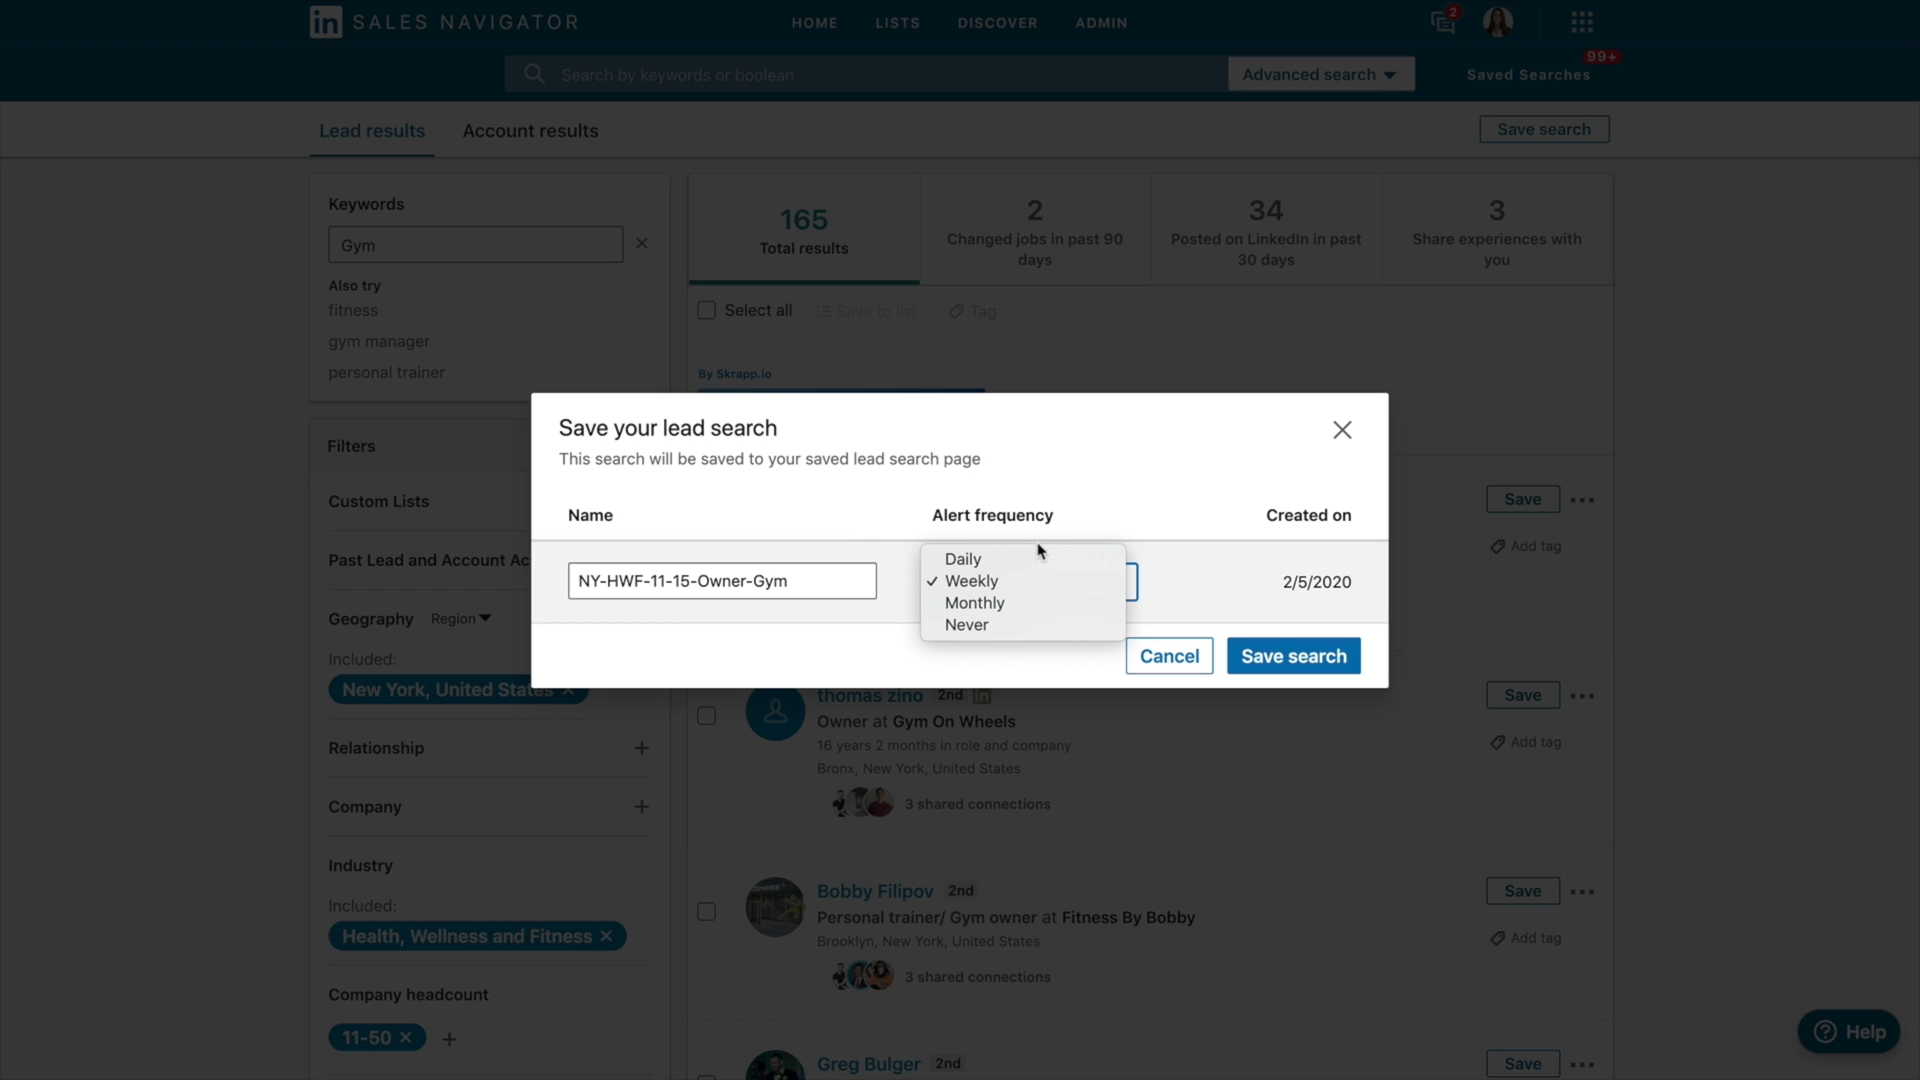 in SALES NAVIGATOR
HOME LISTS DISCOVER ADMIN
2
Search by keywords or boolean
Advanced search
Saved Searches
99+
Lead results
Account results
Save search
Keywords
Gym
Also try
fitness
gym manager
personal trainer
165
Total results
2
Changed jobs in past 90
days
34
Posted on LinkedIn in past
30 days
3
Share experiences with
you
Select all
Save to list
Tag
By Skrapp.io
Save your lead search
This search will be saved to your saved lead search page
Name
Alert frequency
Created on
NY-HWF-11-15-Owner-Gym
Daily
✓ Weekly
Monthly
Never
2/5/2020
Cancel
Save search
Filters
Custom Lists
Past Lead and Account Ac
Geography Region
Included:
New York, United States ×
Relationship +
Company +
Industry
Included:
Health, Wellness and Fitness ×
Company headcount
11-50 × +
Save
Add tag
thomas zino 2nd in
Owner at Gym On Wheels
16 years 2 months in role and company
Bronx, New York, United States
3 shared connections
Save
Add tag
Bobby Filipov 2nd
Personal trainer/ Gym owner at Fitness By Bobby
Brooklyn, New York, United States
3 shared connections
Save
Add tag
Greg Bulger 2nd
Save
Help